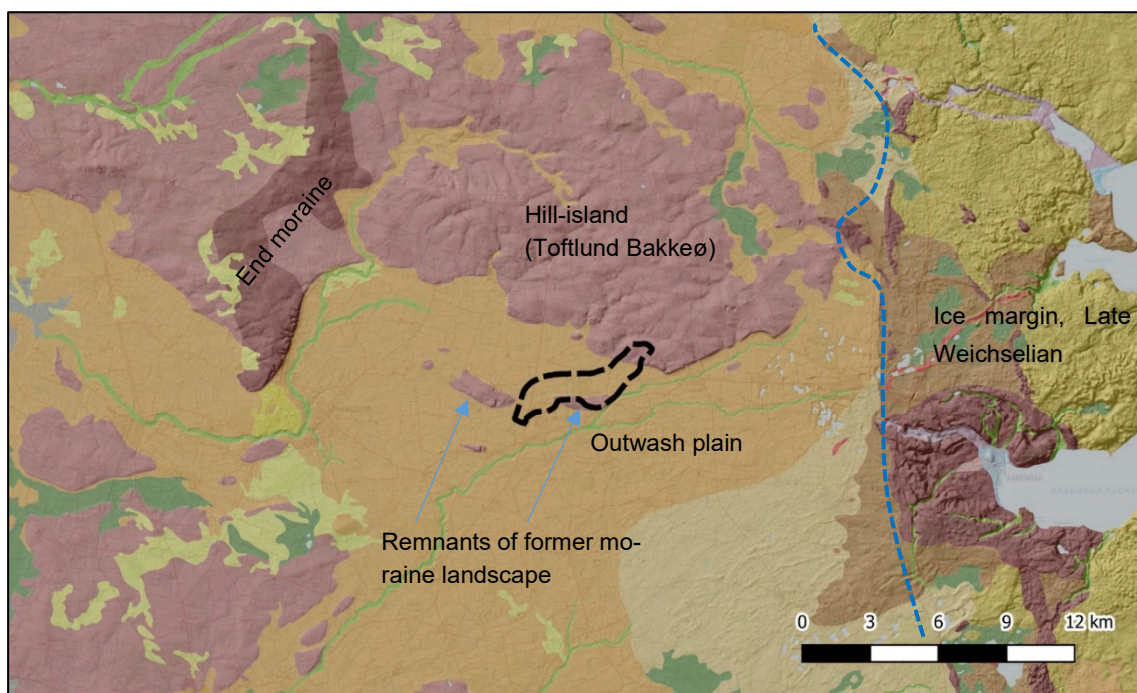 End moraine
Hill-island
(Toftlund Bakkeø)
Ice margin, Late
Weichselian
Outwash plain
Remnants of former mo-
raine landscape
0 3 6 9 12 km